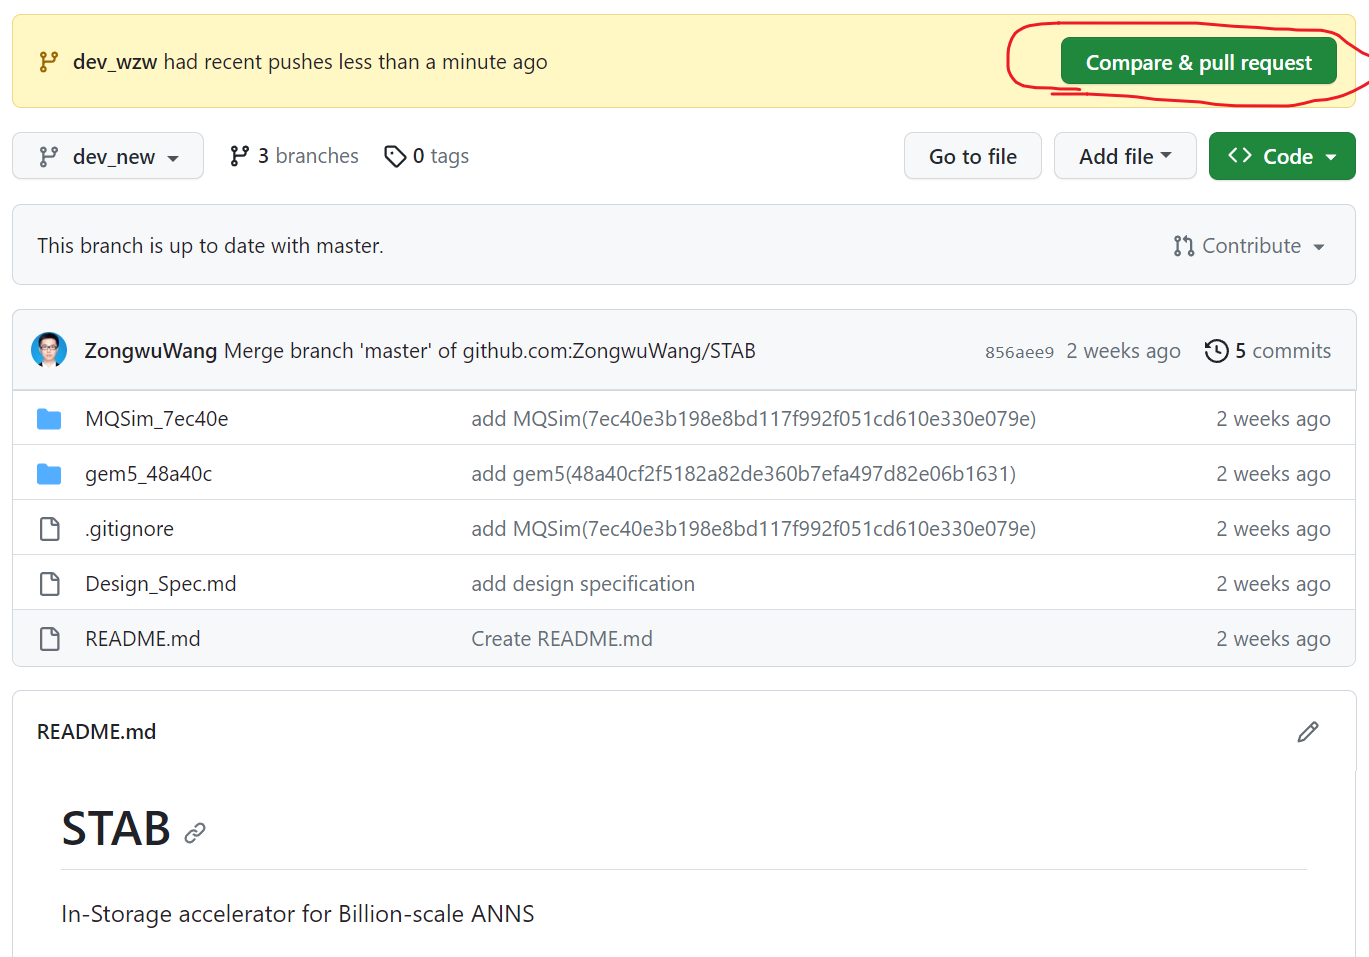 dev_wzw had recent pushes less than a minute ago
Compare & pull request
dev_new
3 branches
0 tags
Go to file
Add file
Code
This branch is up to date with master.
Contribute
ZongwuWang Merge branch 'master' of github.com:ZongwuWang/STAB
856aee9 2 weeks ago
5 commits
MQSim_7ec40e add MQSim(7ec40e3b198e8bd117f992f051cd610e330e079e) 2 weeks ago
gem5_48a40c add gem5(48a40cf2f5182a82de360b7efa497d82e06b1631) 2 weeks ago
.gitignore add MQSim(7ec40e3b198e8bd117f992f051cd610e330e079e) 2 weeks ago
Design_Spec.md add design specification 2 weeks ago
README.md Create README.md 2 weeks ago
README.md
STAB
In-Storage accelerator for Billion-scale ANNS